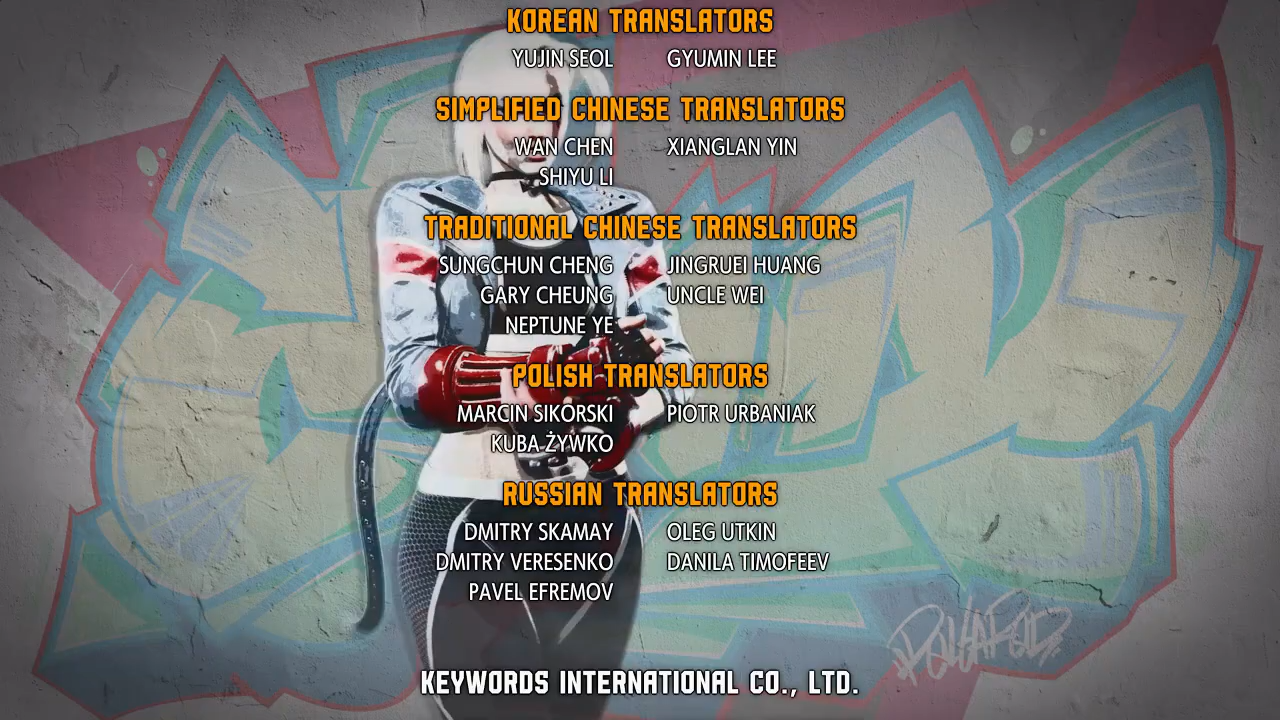 KOREAN TRANSLATORS
YUJIN SEOL GYUMIN LEE
SIMPLIFIED CHINESE TRANSLATORS
WAN CHEN XIANGLAN YIN
SHIYU LI
TRADITIONAL CHINESE TRANSLATORS
SUNGCHUN CHENG JINGRUEI HUANG
GARY CHEUNG UNCLE WEI
NEPTUNE YE
POLISH TRANSLATORS
MARCIN SIKORSKI PIOTR URBANIAK
KUBA ŻYWKO
RUSSIAN TRANSLATORS
DMITRY SKAMAY OLEG UTKIN
DMITRY VERESENKO DANILA TIMOFEEV
PAVEL EFREMOV
KEYWORDS INTERNATIONAL CO., LTD.